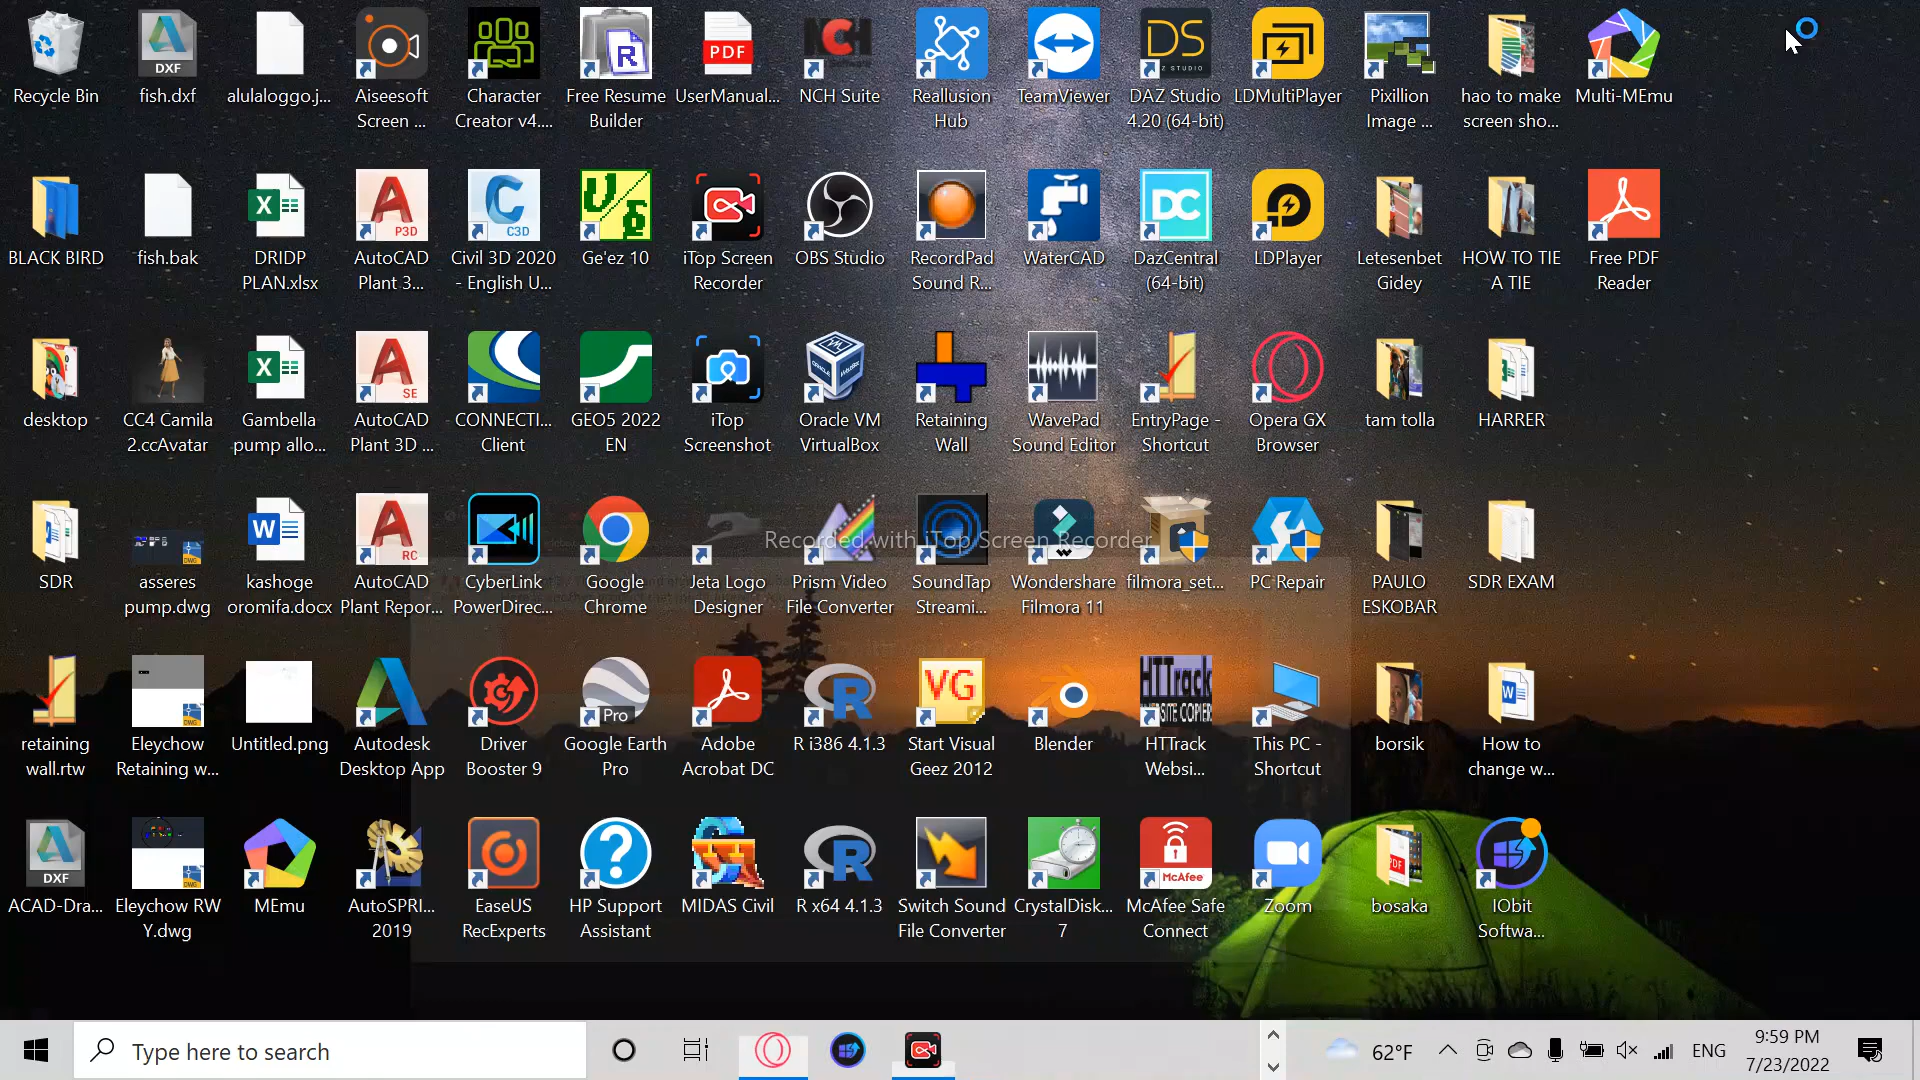 Recycle Bin
fish.dxf
alulaloggo.j...
Aiseesoft
Screen ...
Character
Creator v4....
Free Resume
Builder
UserManual...
NCH Suite
Reallusion
Hub
TeamViewer
DAZ Studio
4.20 (64-bit)
LDMultiPlayer
Pixillion
Image ...
hao to make
screen sho...
Multi-MEmu
BLACK BIRD
fish.bak
DRIDP
PLAN.xlsx
AutoCAD
Plant 3...
Civil 3D 2020
- English U...
Ge'ez 10
iTop Screen
Recorder
OBS Studio
RecordPad
Sound R...
WaterCAD
DazCentral
(64-bit)
LDPlayer
Letesenbet
Gidey
HOW TO TIE
A TIE
Free PDF
Reader
desktop
CC4 Camila
2.ccAvatar
Gambella
pump allo...
AutoCAD
Plant 3D ...
CONNECTI...
Client
GEO5 2022
EN
iTop
Screenshot
Oracle VM
VirtualBox
Retaining
Wall
WavePad
Sound Editor
EntryPage -
Shortcut
Opera GX
Browser
tam tolla
HARRER
Recorded with iTop Screen Recorder
SDR
asseres
pump.dwg
kashoge
oromifa.docx
AutoCAD
Plant Repor...
CyberLink
PowerDirec...
Google
Chrome
Jeta Logo
Designer
Prism Video
File Converter
SoundTap
Streami...
Wondershare
Filmora 11
filmora_set...
PC Repair
PAULO
ESKOBAR
SDR EXAM
retaining
wall.rtw
Eleychow
Retaining w...
Untitled.png
Autodesk
Desktop App
Driver
Booster 9
Google Earth
Pro
Adobe
Acrobat DC
R i386 4.1.3
Start Visual
Geez 2012
Blender
HTTrack
Websi...
This PC -
Shortcut
borsik
How to
change w...
ACAD-Dra...
Eleychow RW
Y.dwg
MEmu
AutoSPRI...
2019
EaseUS
RecExperts
HP Support
Assistant
MIDAS Civil
R x64 4.1.3
Switch Sound
File Converter
CrystalDisk...
7
McAfee Safe
Connect
Zoom
bosaka
IObit
Softwa...
Type here to search
62°F
ENG
9:59 PM
7/23/2022